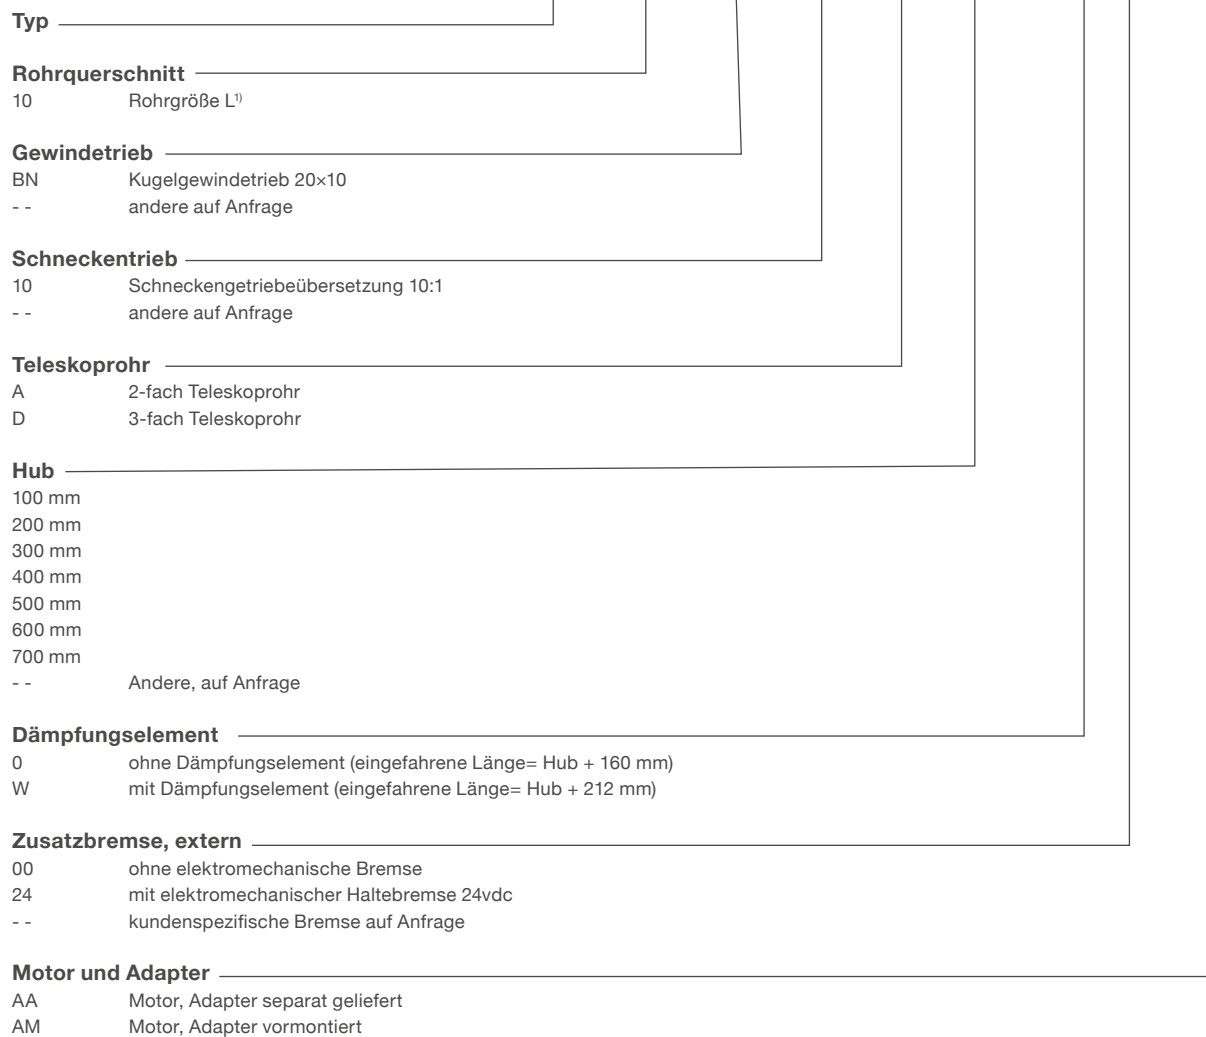 Typ
Rohrquerschnitt
10 Rohrgröße L1)
Gewindetrieb
BN Kugelgewindetrieb 20×10
- - andere auf Anfrage
Schneckentrieb
10 Schneckengetriebeübersetzung 10:1
- - andere auf Anfrage
Teleskoprohr
A 2-fach Teleskoprohr
D 3-fach Teleskoprohr
Hub
100 mm
200 mm
300 mm
400 mm
500 mm
600 mm
700 mm
- - Andere, auf Anfrage
Dämpfungselement
0 ohne Dämpfungselement (eingefahrene Länge= Hub + 160 mm)
W mit Dämpfungselement (eingefahrene Länge= Hub + 212 mm)
Zusatzbremse, extern
00 ohne elektromechanische Bremse
24 mit elektromechanischer Haltebremse 24vdc
- - kundenspezifische Bremse auf Anfrage
Motor und Adapter
AA Motor, Adapter separat geliefert
AM Motor, Adapter vormontiert